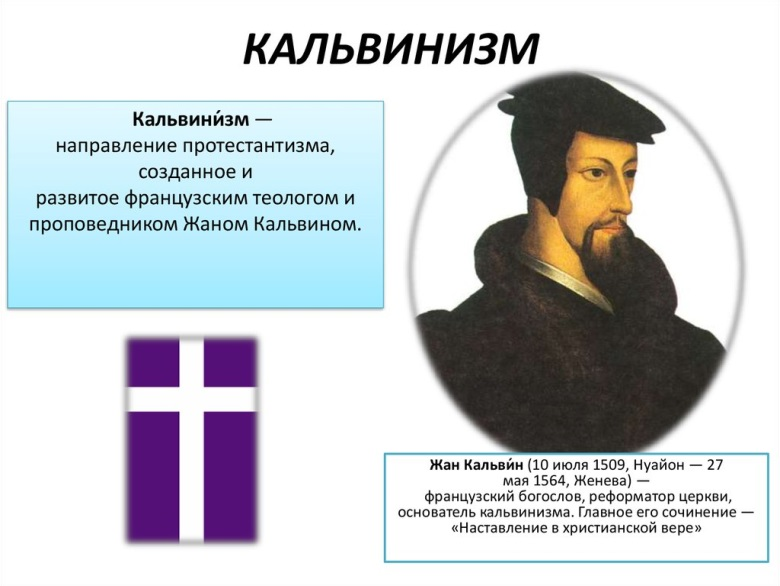 КАЛЬВИНИЗМ
Кальвини́зм —
направление протестантизма,
созданное и
развитое французским теологом и
проповедником Жаном Кальвином.
Жан Кальви́н (10 июля 1509, Нуайон — 27
мая 1564, Женева) —
французский богослов, реформатор церкви,
основатель кальвинизма. Главное его сочинение —
«Наставление в христианской вере»